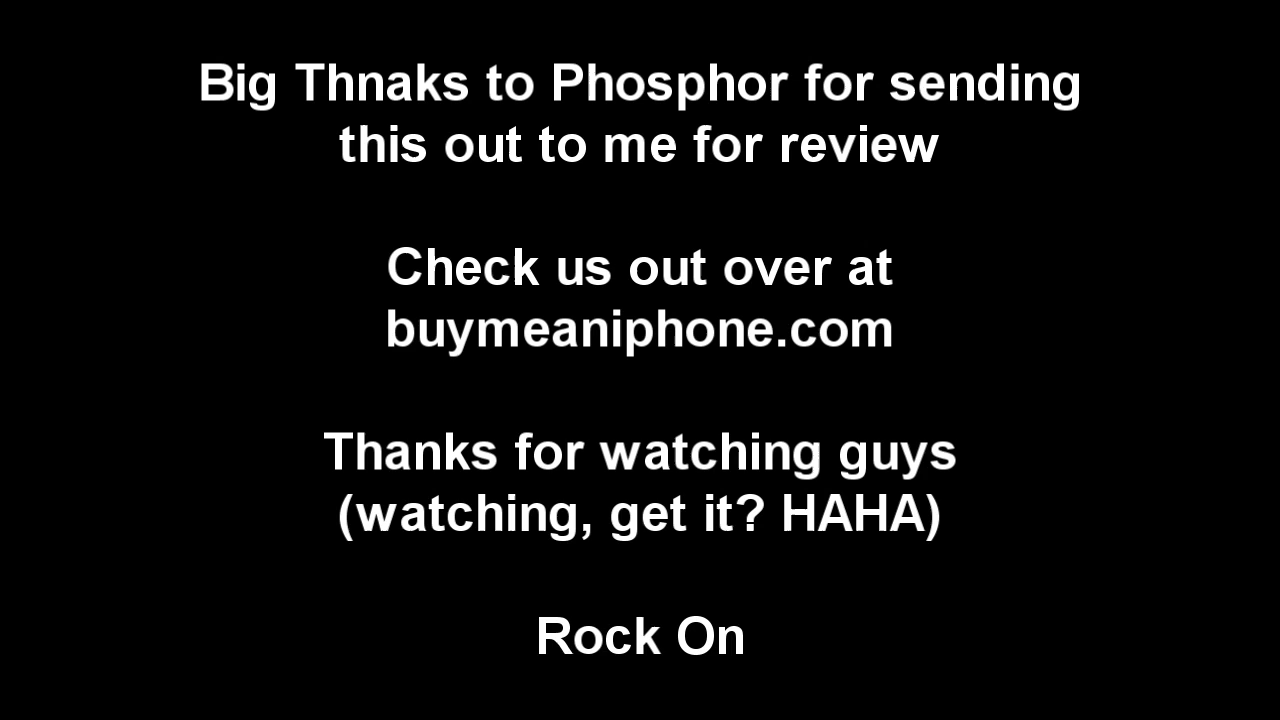 Big Thnaks to Phosphor for sending
this out to me for review
Check us out over at
buymeaniphone.com
Thanks for watching guys
(watching, get it? HAHA)
Rock On